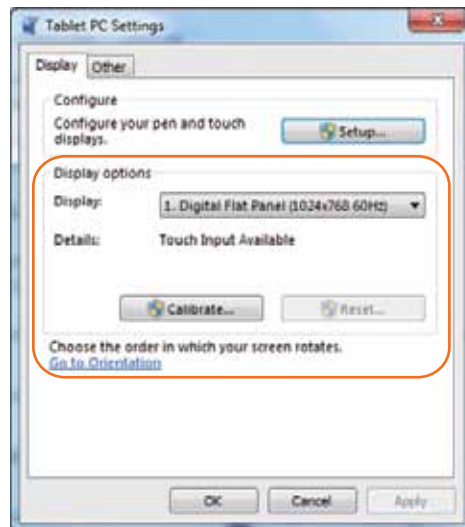 Tablet PC Settings
Display Other
Configure
Configure your pen and touch
displays.
Setup...
Display options
Display: 1. Digital Flat Panel (1024x768 60Hz)
Details: Touch Input Available
Calibrate... Reset...
Choose the order in which your screen rotates.
Go to Orientation
OK Cancel Apply